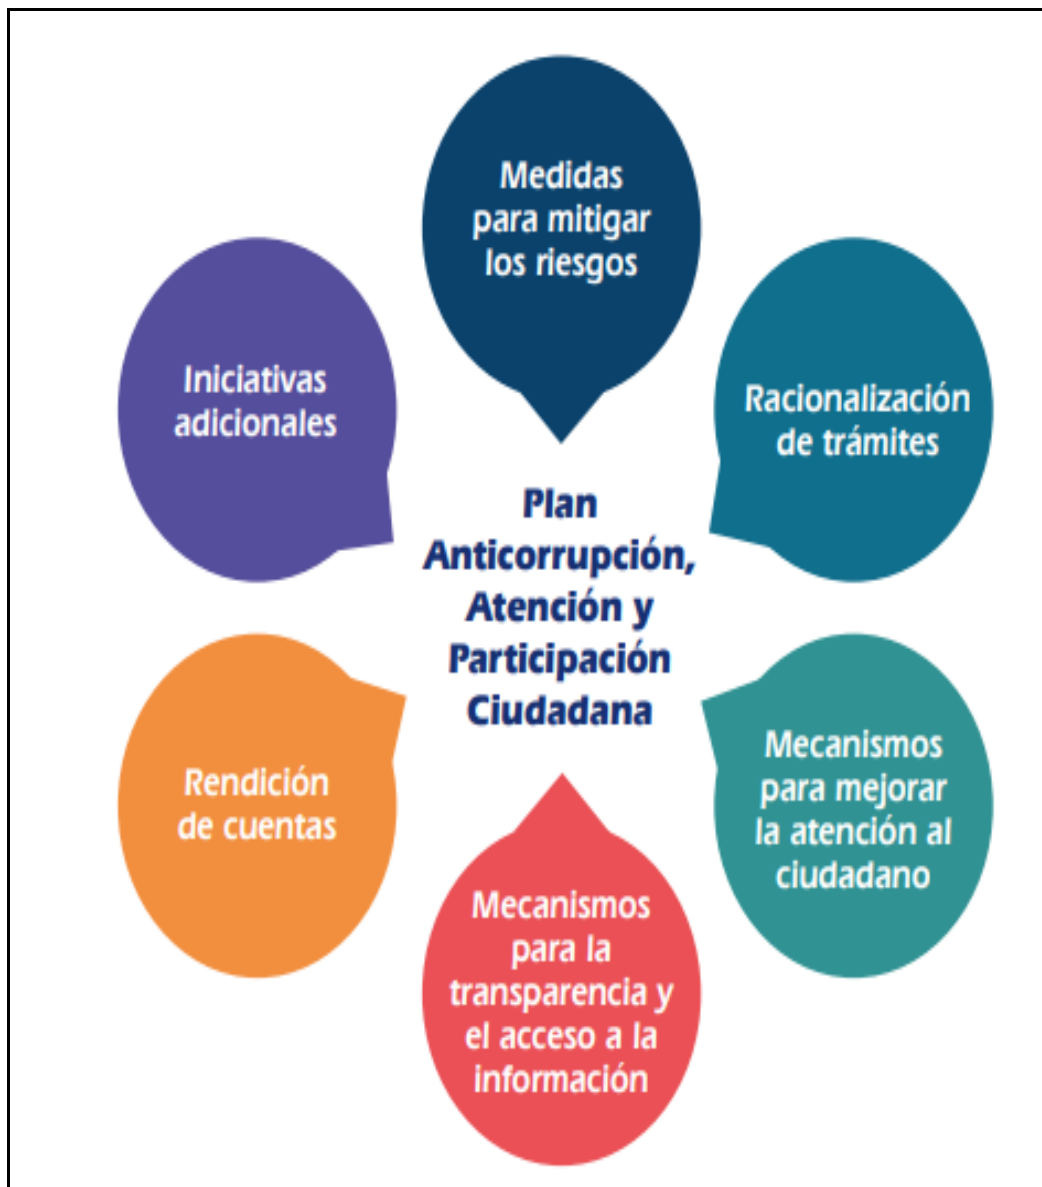 Medidas
para mitigar
los riesgos
Racionalización
de trámites
Mecanismos
para mejorar
la atención al
ciudadano
Mecanismos
para la
transparencia y
el acceso a la
información
Rendición
de cuentas
Iniciativas
adicionales
Plan
Anticorrupción,
Atención y
Participación
Ciudadana